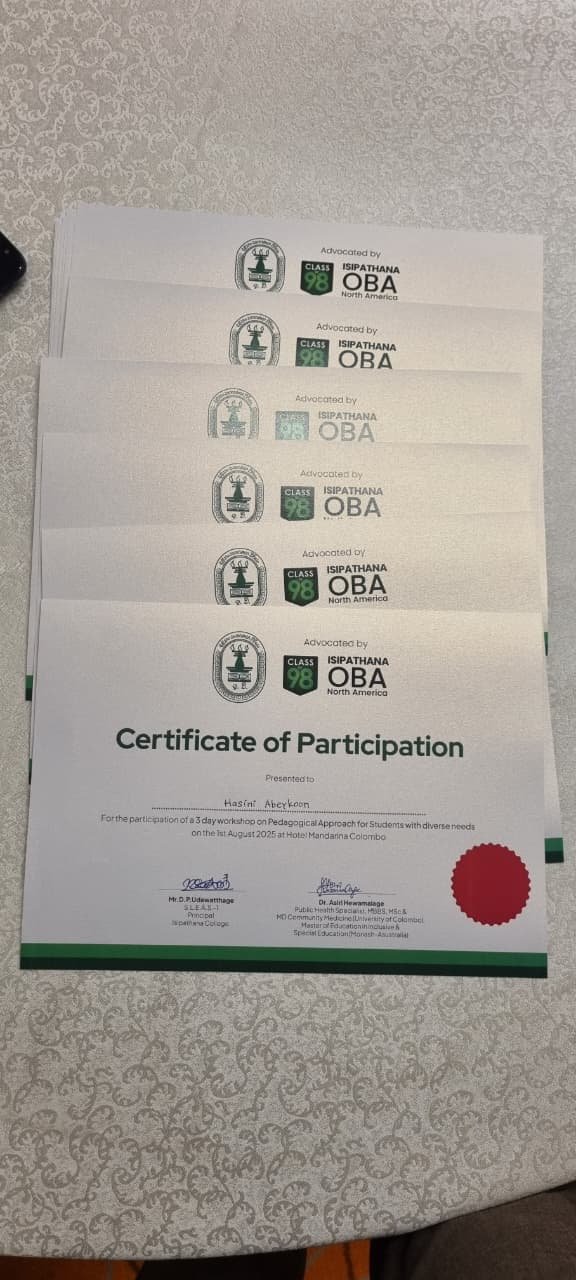 Advocated by
CLASS 98 ISIPATHANA
OBA
North America
Advocated by
CLASS 98 ISIPATHANA
OBA
Advocated by
CLASS 98 ISIPATHANA
OBA
Advocated by
CLASS 98 ISIPATHANA
OBA
Advocated by
CLASS 98 ISIPATHANA
OBA
North America
Advocated by
CLASS 98 ISIPATHANA
OBA
North America
Certificate of Participation
Presented to
Hasini Abeykoon
For the participation of a 3 day workshop on Pedagogical Approach for Students with diverse needs
on the 1st August 2025 at Hotel Mandarina Colombo
Mr. D. P. Udawatthage
S.L.E.A.S - 1
Principal
Isipathana College
Dr. Asiri Hewamalage
Public Health Specialist, MBBS, MSc &
MD Community Medicine (University of Colombo),
Master of Education in Inclusive &
Special Education (Monash-Asustralia)